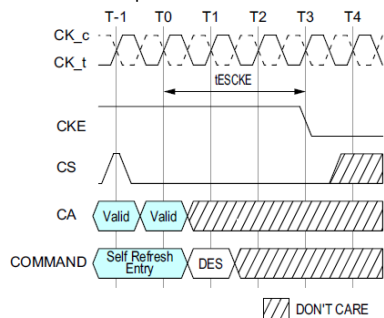 T-1 T0 T1 T2 T3 T4
CK_c
CK_t
tESCKE
CKE
CS
CA Valid Valid
COMMAND Self Refresh Entry DES
DON'T CARE